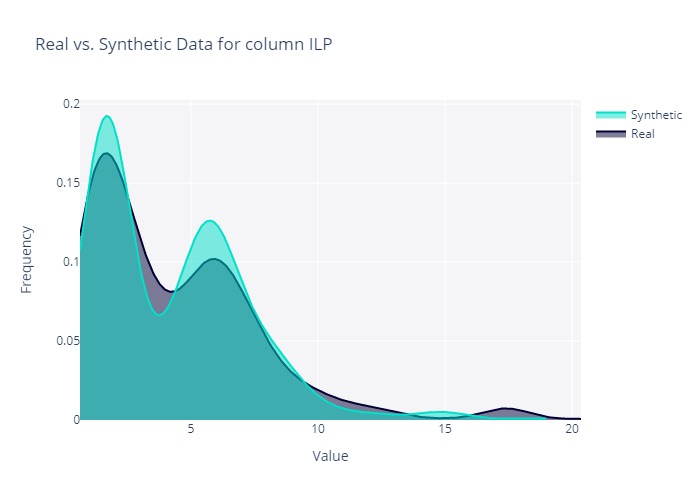 Real vs. Synthetic Data for column ILP
Synthetic
Real
0.2
0.15
0.1
0.05
0
Frequency
5
10
15
20
Value